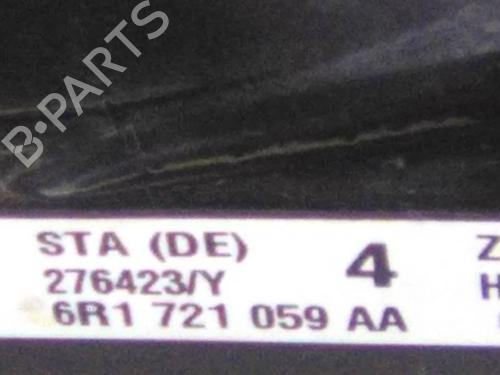 B-PARTS
STA (DE) 4 Z
276423/Y H
6R1 721 059 AA